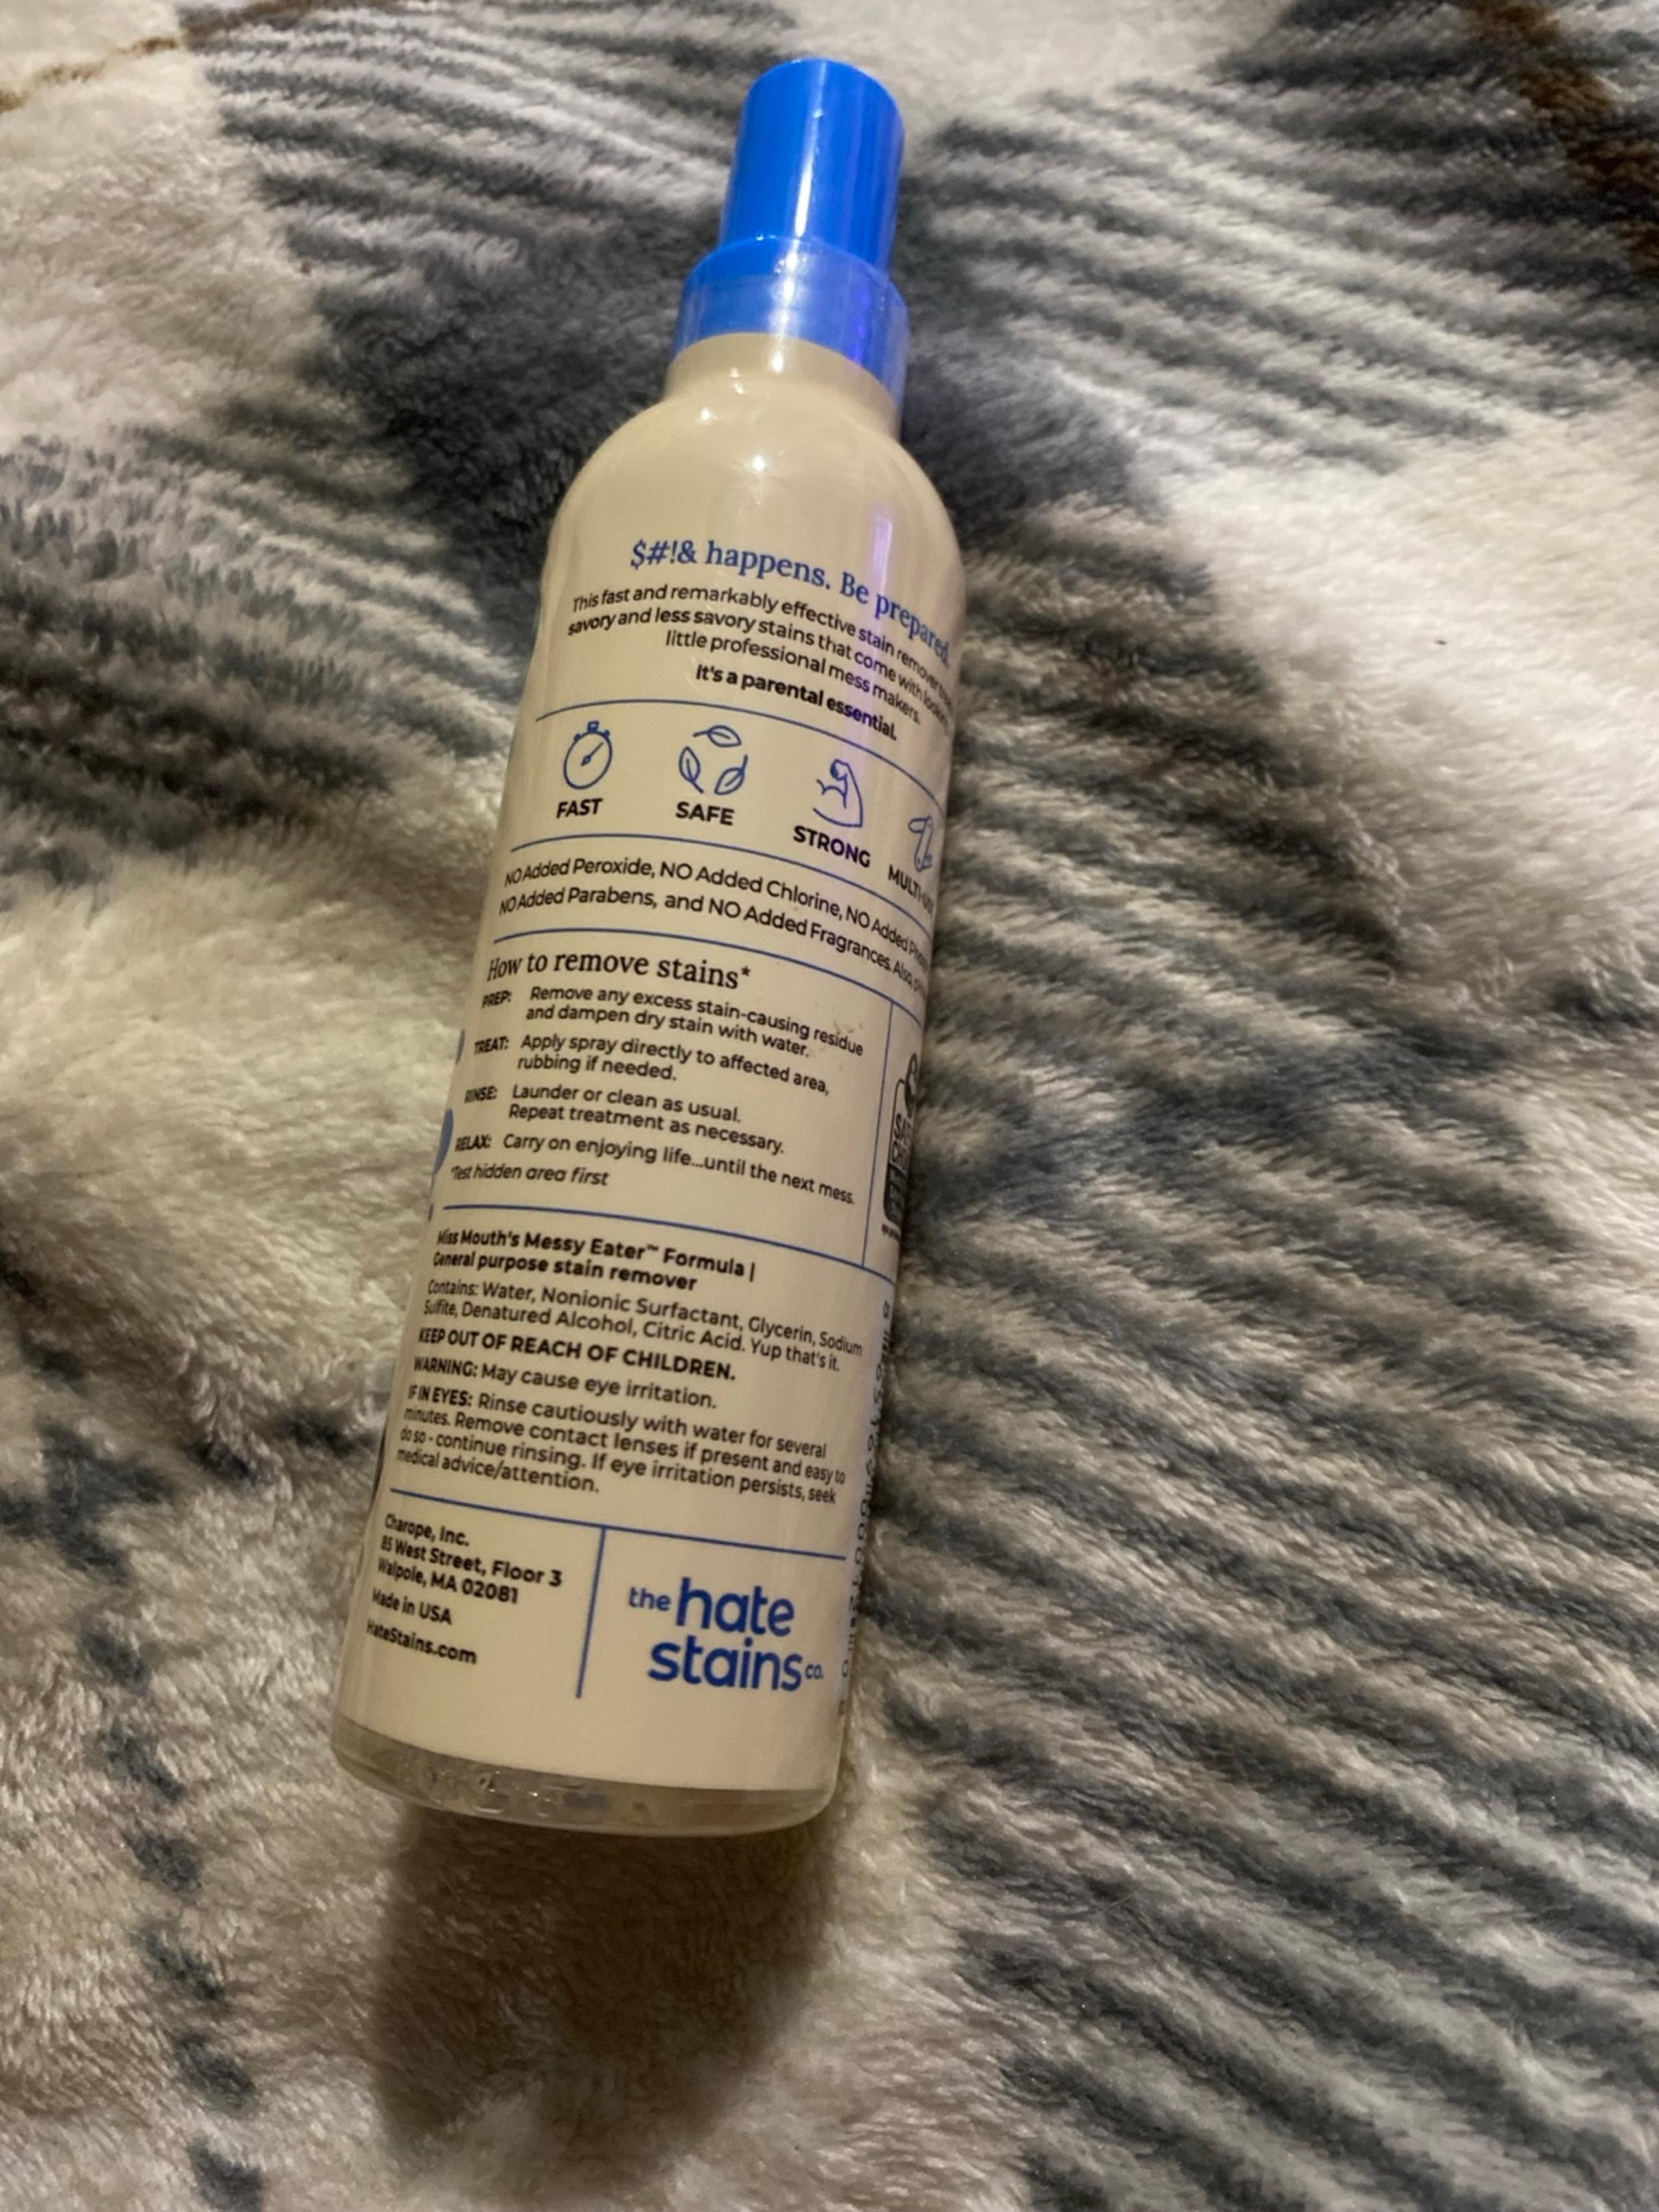 $#!& happens. Be prepared.
This fast and remarkably effective stain remover
savory and less savory stains that come with
little professional mess makers.
It's a parental essential.
FAST
SAFE
STRONG
NO Added Peroxide, NO Added Chlorine, NO Added
NO Added Parabens, and NO Added Fragrances. Also,
How to remove stains*
PREP: Remove any excess stain-causing residue
and dampen dry stain with water.
TREAT: Apply spray directly to affected area,
rubbing if needed.
RINSE: Launder or clean as usual.
Repeat treatment as necessary.
RELAX: Carry on enjoying life...until the next mess.
*Test hidden area first
Miss Mouth's Messy Eater™ Formula |
General purpose stain remover
Contains: Water, Nonionic Surfactant, Glycerin, Sodium
Sulfite, Denatured Alcohol, Citric Acid. Yup that's it.
KEEP OUT OF REACH OF CHILDREN.
WARNING: May cause eye irritation.
IF IN EYES: Rinse cautiously with water for several
minutes. Remove contact lenses if present and easy to
do so - continue rinsing. If eye irritation persists, seek
medical advice/attention.
Charope, Inc.
85 West Street, Floor 3
Walpole, MA 02081
Made in USA
HateStains.com
the hate
stains co.